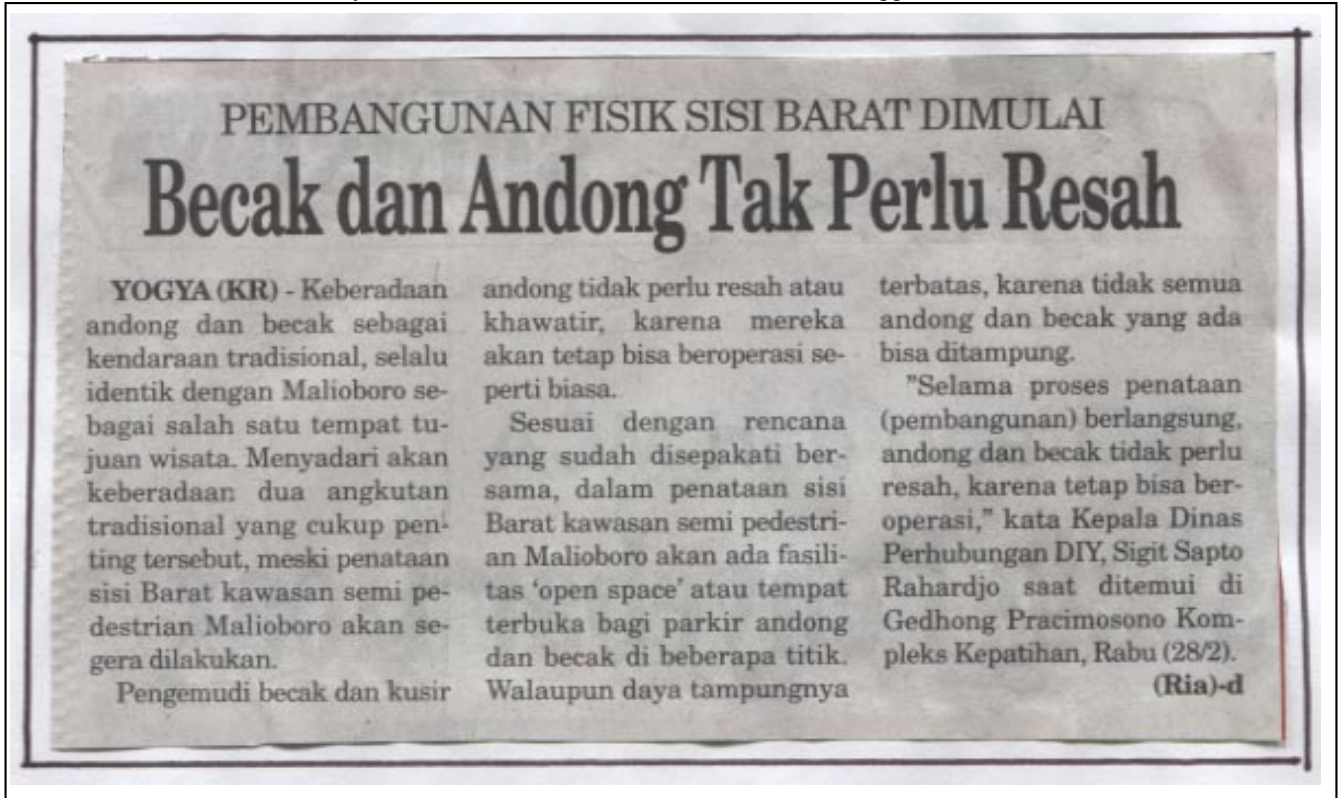 PEMBANGUNAN FISIK SISI BARAT DIMULAI
Becak dan Andong Tak Perlu Resah
YOGYA (KR) - Keberadaan
andong dan becak sebagai
kendaraan tradisional, selalu
identik dengan Malioboro se-
bagai salah satu tempat tu-
juan wisata. Menyadari akan
keberadaan dua angkutan
tradisional yang cukup pen-
ting tersebut, meski penataan
sisi Barat kawasan semi pe-
destrian Malioboro akan se-
gera dilakukan.
Pengemudi becak dan kusir
andong tidak perlu resah atau
khawatir, karena mereka
akan tetap bisa beroperasi se-
perti biasa.
Sesuai dengan rencana
yang sudah disepakati ber-
sama, dalam penataan sisi
Barat kawasan semi pedestri-
an Malioboro akan ada fasili-
tas 'open space' atau tempat
terbuka bagi parkir andong
dan becak di beberapa titik.
Walaupun daya tampungnya
terbatas, karena tidak semua
andong dan becak yang ada
bisa ditampung.
"Selama proses penataan
(pembangunan) berlangsung,
andong dan becak tidak perlu
resah, karena tetap bisa ber-
operasi," kata Kepala Dinas
Perhubungan DIY, Sigit Sapto
Rahardjo saat ditemui di
Gedhong Pracimosono Kom-
pleks Kepatihan, Rabu (28/2).
(Ria)-d